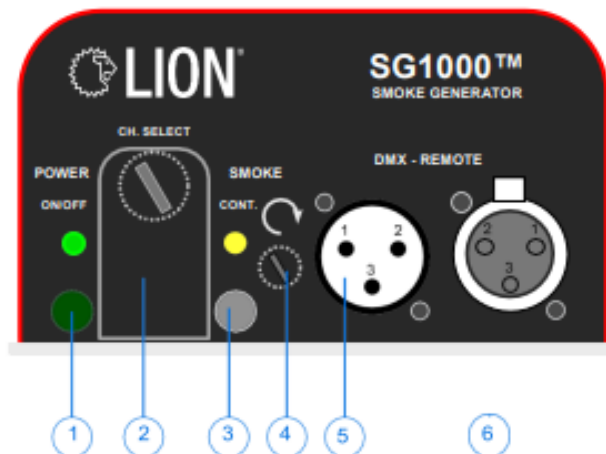 LION®
SG1000™
SMOKE GENERATOR
CH. SELECT
DMX - REMOTE
POWER
SMOKE
ON/OFF
CONT.
1 2
3
2 1
3
1 2 3 4 5 6